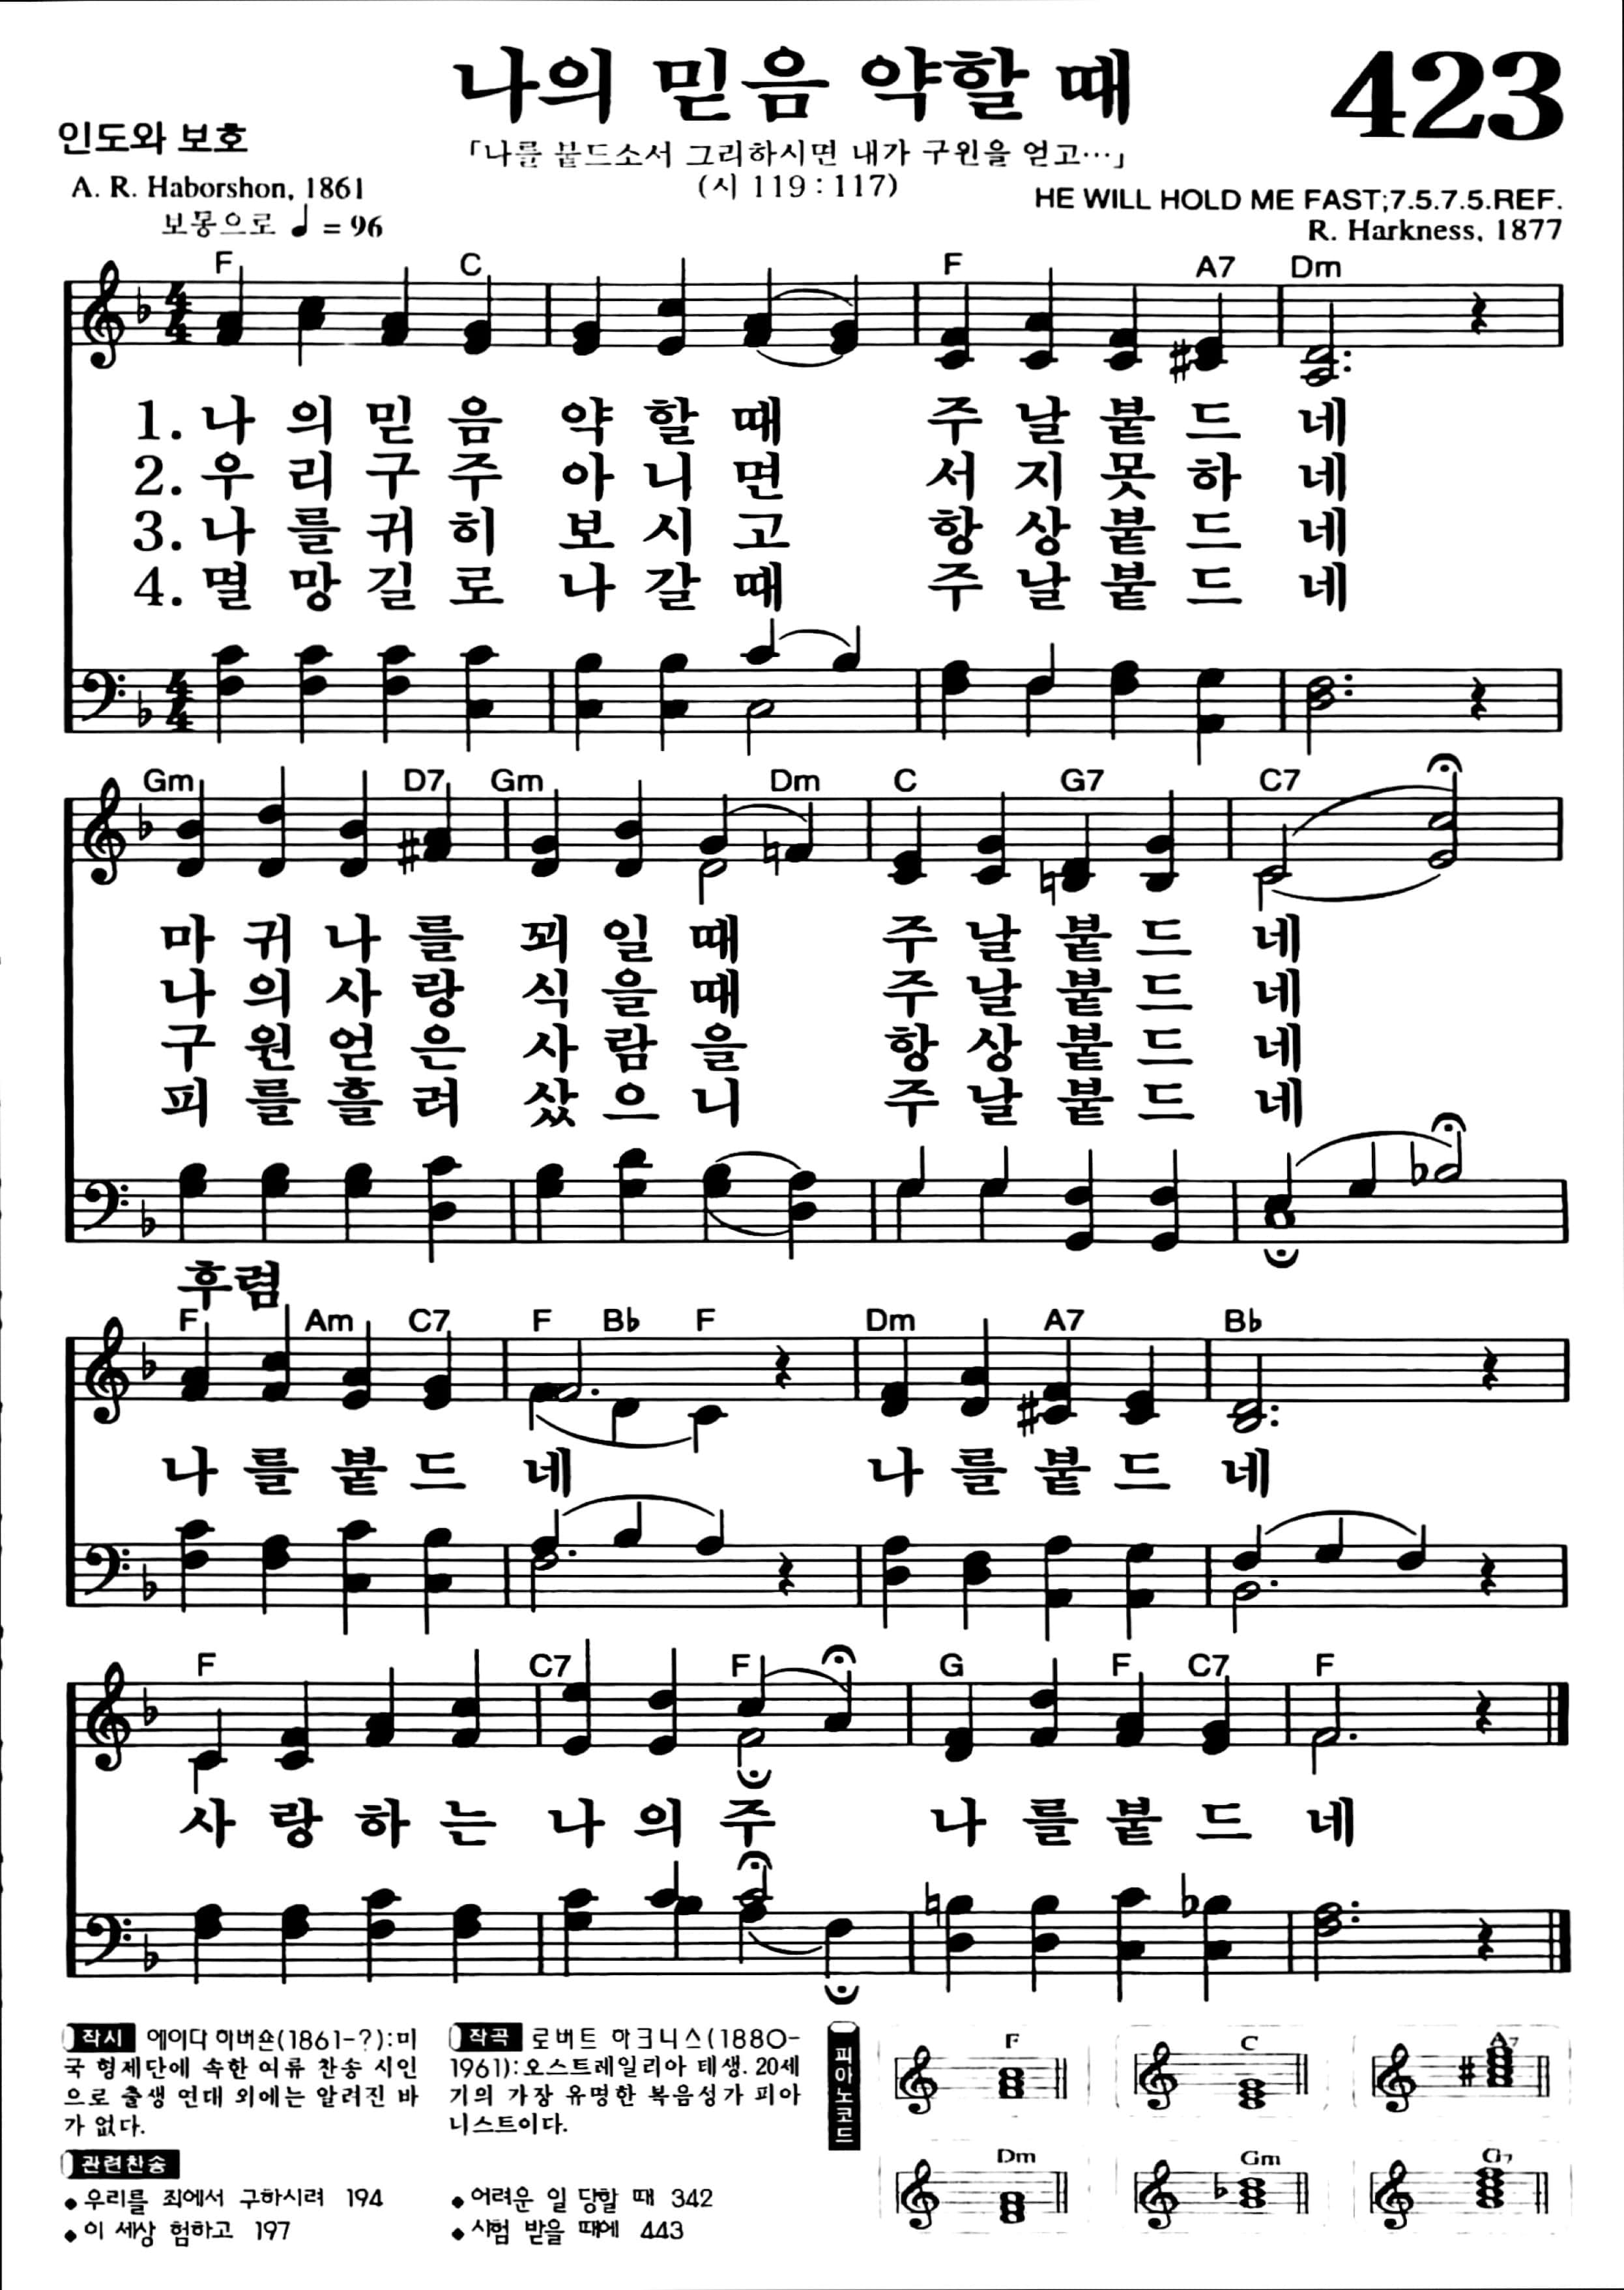 나의 믿음 약할 때
423
인도와 보호
「나를 붙드소서 그리하시면 내가 구원을 얻고…」
(시 119 : 117)
A. R. Haborshon, 1861
HE WILL HOLD ME FAST;7.5.7.5.REF.
보통으로 ♩ = 96
R. Harkness, 1877
F C F A7 Dm
1. 나 의 믿 음 약 할 때 주 날 붙 드 네
2. 우 리 구 주 아 니 면 서 지 못 하 네
3. 나 를 귀 히 보 시 고 항 상 붙 드 네
4. 멸 망 길 로 나 갈 때 주 날 붙 드 네
Gm D7 Gm Dm C G7 C7
마 귀 나 를 꾀 일 때 주 날 붙 드 네
나 의 사 랑 식 을 때 주 날 붙 드 네
구 원 얻 은 사 람 을 항 상 붙 드 네
피 를 흘 려 샀 으 니 주 날 붙 드 네
후렴
F Am C7 F B♭ F Dm A7 B♭
나 를 붙 드 네 나 를 붙 드 네
F C7 F G F C7 F
사 랑 하 는 나 의 주 나 를 붙 드 네
작시 에이다 하버숀(1861-?):미
국 형제단에 속한 여류 찬송 시인
으로 출생 연대 외에는 알려진 바
가 없다.
작곡 로버트 하크니스(1880-
1961):오스트레일리아 태생. 20세
기의 가장 유명한 복음성가 피아
니스트이다.
관련찬송
우리를 죄에서 구하시려 194
이 세상 험하고 197
어려운 일 당할 때 342
시험 받을 때에 443
피아노코드
F C A7
Dm Gm G7